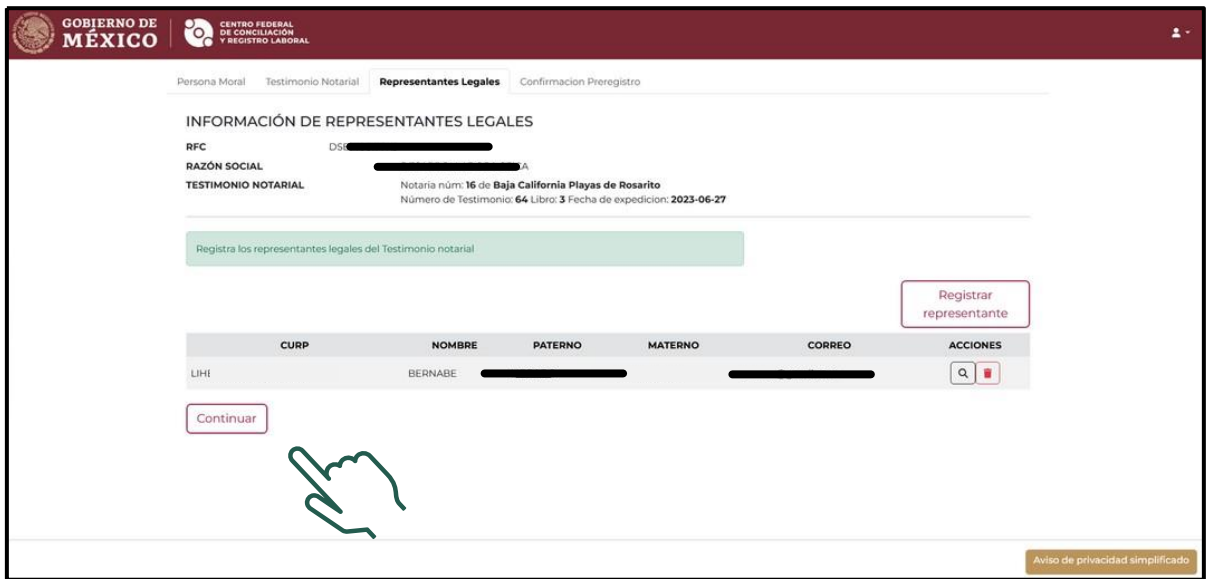 GOBIERNO DE
MÉXICO
CENTRO FEDERAL
DE CONCILIACIÓN
Y REGISTRO LABORAL
Persona Moral Testimonio Notarial Representantes Legales Confirmacion Preregistro
INFORMACIÓN DE REPRESENTANTES LEGALES
RFC
RAZÓN SOCIAL
TESTIMONIO NOTARIAL Notaria núm: 16 de Baja California Playas de Rosarito
Número de Testimonio: 64 Libro: 3 Fecha de expedicion: 2023-06-27
Registra los representantes legales del Testimonio notarial
Registrar
representante
CURP NOMBRE PATERNO MATERNO CORREO ACCIONES
BERNABE
Continuar
Aviso de privacidad simplificado